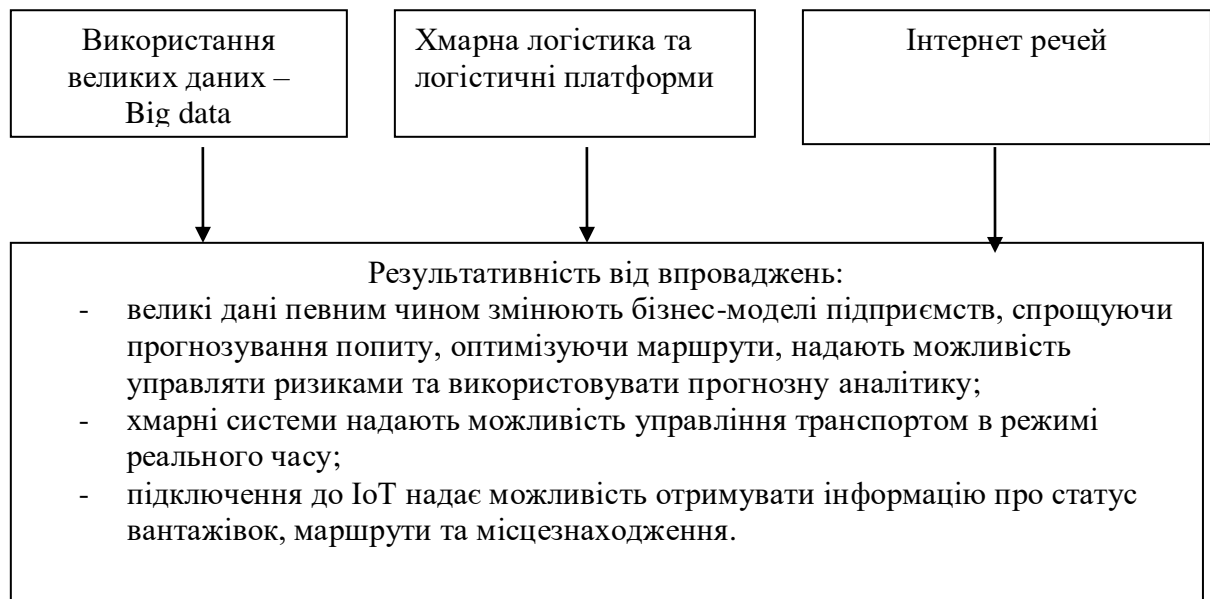 Використання
великих даних –
Big data
Хмарна логістика та
логістичні платформи
Інтернет речей
Результативність від впроваджень:
- великі дані певним чином змінюють бізнес-моделі підприємств, спрощуючи
прогнозування попиту, оптимізуючи маршрути, надають можливість
управляти ризиками та використовувати прогнозну аналітику;
- хмарні системи надають можливість управління транспортом в режимі
реального часу;
- підключення до IoT надає можливість отримувати інформацію про статус
вантажівок, маршрути та місцезнаходження.